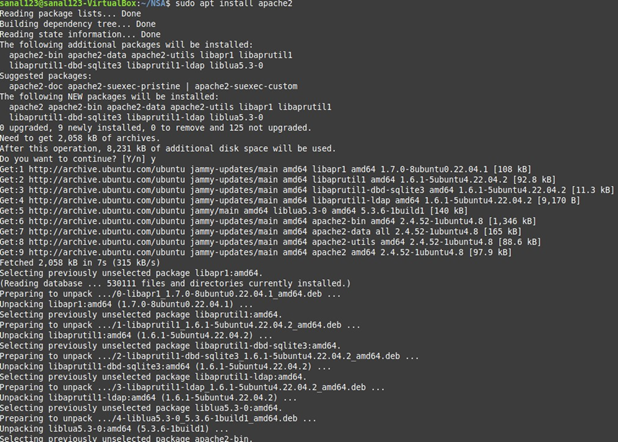 sanal123@sanal123-VirtualBox:~/NSA$ sudo apt install apache2
Reading package lists... Done
Building dependency tree... Done
Reading state information... Done
The following additional packages will be installed:
  apache2-bin apache2-data apache2-utils libapr1 libaprutil1
  libaprutil1-dbd-sqlite3 libaprutil1-ldap liblua5.3-0
Suggested packages:
  apache2-doc apache2-suexec-pristine | apache2-suexec-custom
The following NEW packages will be installed:
  apache2 apache2-bin apache2-data apache2-utils libapr1 libaprutil1
  libaprutil1-dbd-sqlite3 libaprutil1-ldap liblua5.3-0
0 upgraded, 9 newly installed, 0 to remove and 125 not upgraded.
Need to get 2,058 kB of archives.
After this operation, 8,231 kB of additional disk space will be used.
Do you want to continue? [Y/n] y
Get:1 http://archive.ubuntu.com/ubuntu jammy-updates/main amd64 libapr1 amd64 1.7.0-8ubuntu0.22.04.1 [108 kB]
Get:2 http://archive.ubuntu.com/ubuntu jammy-updates/main amd64 libaprutil1 amd64 1.6.1-5ubuntu4.22.04.2 [92.8 kB]
Get:3 http://archive.ubuntu.com/ubuntu jammy-updates/main amd64 libaprutil1-dbd-sqlite3 amd64 1.6.1-5ubuntu4.22.04.2 [11.3 kB]
Get:4 http://archive.ubuntu.com/ubuntu jammy-updates/main amd64 libaprutil1-ldap amd64 1.6.1-5ubuntu4.22.04.2 [9,170 B]
Get:5 http://archive.ubuntu.com/ubuntu jammy/main amd64 liblua5.3-0 amd64 5.3.6-1build1 [140 kB]
Get:6 http://archive.ubuntu.com/ubuntu jammy-updates/main amd64 apache2-bin amd64 2.4.52-1ubuntu4.8 [1,346 kB]
Get:7 http://archive.ubuntu.com/ubuntu jammy-updates/main amd64 apache2-data all 2.4.52-1ubuntu4.8 [165 kB]
Get:8 http://archive.ubuntu.com/ubuntu jammy-updates/main amd64 apache2-utils amd64 2.4.52-1ubuntu4.8 [88.6 kB]
Get:9 http://archive.ubuntu.com/ubuntu jammy-updates/main amd64 apache2 amd64 2.4.52-1ubuntu4.8 [97.9 kB]
Fetched 2,058 kB in 7s (315 kB/s)
Selecting previously unselected package libapr1:amd64.
(Reading database ... 530111 files and directories currently installed.)
Preparing to unpack .../0-libapr1_1.7.0-8ubuntu0.22.04.1_amd64.deb ...
Unpacking libapr1:amd64 (1.7.0-8ubuntu0.22.04.1) ...
Selecting previously unselected package libaprutil1:amd64.
Preparing to unpack .../1-libaprutil1_1.6.1-5ubuntu4.22.04.2_amd64.deb ...
Unpacking libaprutil1:amd64 (1.6.1-5ubuntu4.22.04.2) ...
Selecting previously unselected package libaprutil1-dbd-sqlite3:amd64.
Preparing to unpack .../2-libaprutil1-dbd-sqlite3_1.6.1-5ubuntu4.22.04.2_amd64.deb ...
Unpacking libaprutil1-dbd-sqlite3:amd64 (1.6.1-5ubuntu4.22.04.2) ...
Selecting previously unselected package libaprutil1-ldap:amd64.
Preparing to unpack .../3-libaprutil1-ldap_1.6.1-5ubuntu4.22.04.2_amd64.deb ...
Unpacking libaprutil1-ldap:amd64 (1.6.1-5ubuntu4.22.04.2) ...
Selecting previously unselected package liblua5.3-0:amd64.
Preparing to unpack .../4-liblua5.3-0_5.3.6-1build1_amd64.deb ...
Unpacking liblua5.3-0:amd64 (5.3.6-1build1) ...
Selecting previously unselected package apache2-bin.